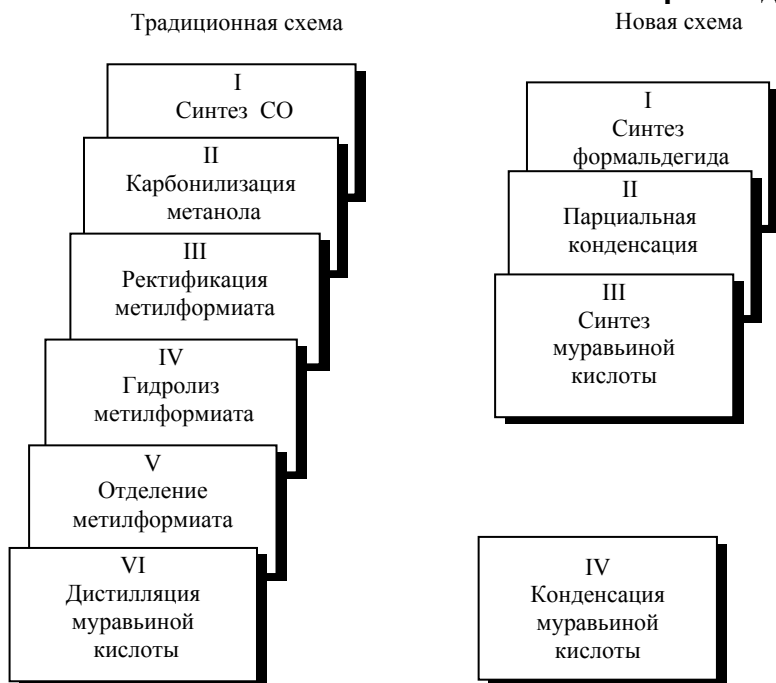 Традиционная схема
I
Синтез СО
II
Карбонилизация
метанола
III
Ректификация
метилформиата
IV
Гидролиз
метилформиата
V
Отделение
метилформиата
VI
Дистилляция
муравьиной
кислоты
Новая схема
I
Синтез
формальдегида
II
Парциальная
конденсация
III
Синтез
муравьиной
кислоты
IV
Конденсация
муравьиной
кислоты